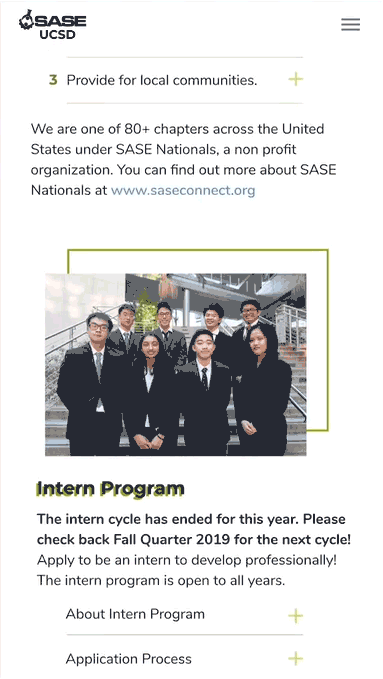 SASE
UCSD
3 Provide for local communities.
We are one of 80+ chapters across the United
States under SASE Nationals, a non profit
organization. You can find out more about SASE
Nationals at www.saseconnect.org
Intern Program
The intern cycle has ended for this year. Please
check back Fall Quarter 2019 for the next cycle!
Apply to be an intern to develop professionally!
The intern program is open to all years.
About Intern Program
Application Process